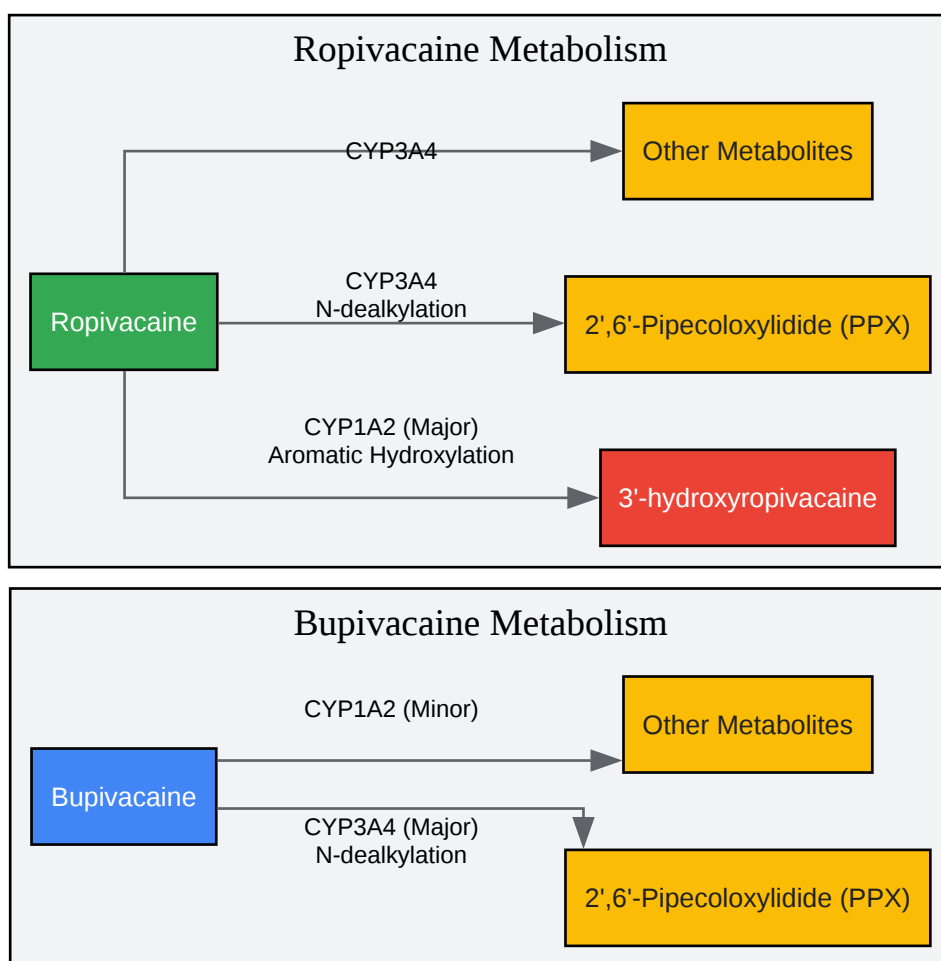 Ropivacaine Metabolism
CYP3A4
Other Metabolites
Ropivacaine
CYP3A4
N-dealkylation
2',6'-Pipecoloxylidide (PPX)
CYP1A2 (Major)
Aromatic Hydroxylation
3'-hydroxyropivacaine
Bupivacaine Metabolism
CYP1A2 (Minor)
Other Metabolites
Bupivacaine
CYP3A4 (Major)
N-dealkylation
2',6'-Pipecoloxylidide (PPX)